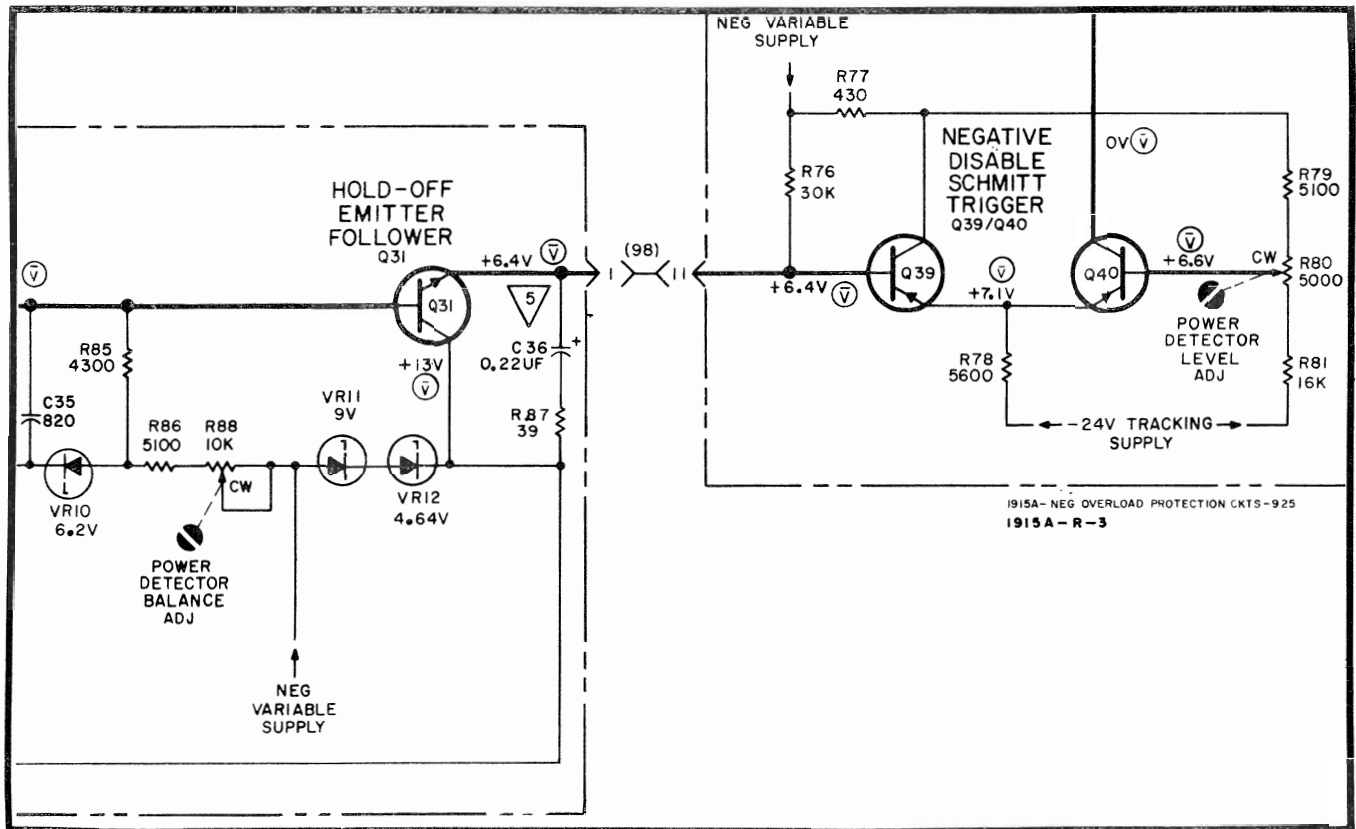 NEG VARIABLE
SUPPLY
R77
430
R76
30K
NEGATIVE
DISABLE
SCHMITT
TRIGGER
Q39/Q40
0V V̄
R79
5100
HOLD-OFF
EMITTER
FOLLOWER
Q31
+6.4V V̄
1 (98) 11
V̄
Q31
5
+6.4V V̄
Q39
V̄
+7.1V
Q40
V̄
+6.6V
CW
R80
5000
POWER
DETECTOR
LEVEL
ADJ
R85
4300
+13V
V̄
C36 +
0.22UF
R78
5600
R81
16K
C35
820
R86
5100
R88
10K
VR11
9V
R87
39
-24V TRACKING
SUPPLY
CW
VR10
6.2V
VR12
4.64V
1915A-NEG OVERLOAD PROTECTION CKTS-925
1915A-R-3
POWER
DETECTOR
BALANCE
ADJ
NEG
VARIABLE
SUPPLY